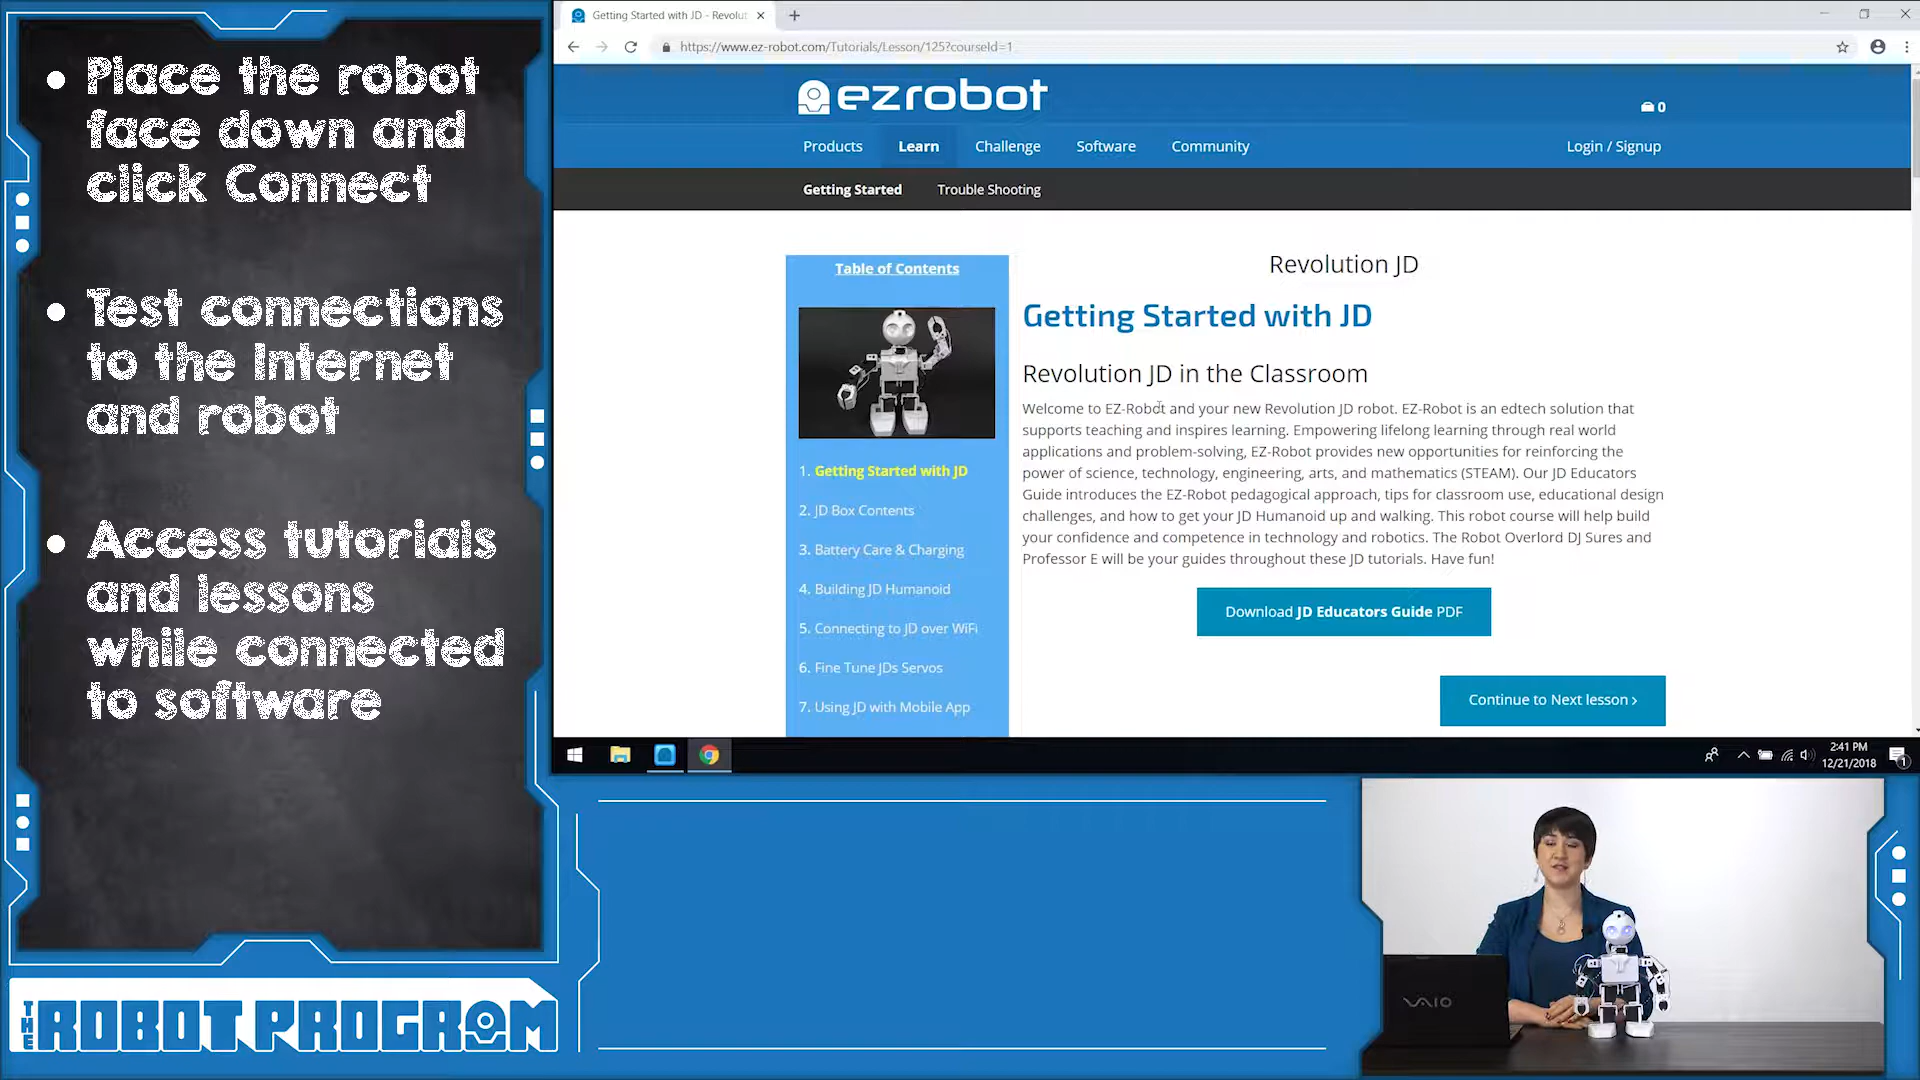 • Place the robot
face down and
click Connect
• Test connections
to the Internet
and robot
• Access tutorials
and lessons
while connected
to software
THE ROBOT PROGRAM
Getting Started with JD - Revolut
https://www.ez-robot.com/Tutorials/Lesson/125?courseId=1
ezrobot
0
Products Learn Challenge Software Community Login / Signup
Getting Started Trouble Shooting
Table of Contents
1. Getting Started with JD
2. JD Box Contents
3. Battery Care & Charging
4. Building JD Humanoid
5. Connecting to JD over WiFi
6. Fine Tune JDs Servos
7. Using JD with Mobile App
Revolution JD
Getting Started with JD
Revolution JD in the Classroom
Welcome to EZ-Robot and your new Revolution JD robot. EZ-Robot is an edtech solution that
supports teaching and inspires learning. Empowering lifelong learning through real world
applications and problem-solving, EZ-Robot provides new opportunities for reinforcing the
power of science, technology, engineering, arts, and mathematics (STEAM). Our JD Educators
Guide introduces the EZ-Robot pedagogical approach, tips for classroom use, educational design
challenges, and how to get your JD Humanoid up and walking. This robot course will help build
your confidence and competence in technology and robotics. The Robot Overlord DJ Sures and
Professor E will be your guides throughout these JD tutorials. Have fun!
Download JD Educators Guide PDF
Continue to Next lesson ›
2:41 PM
12/21/2018
1
VAIO